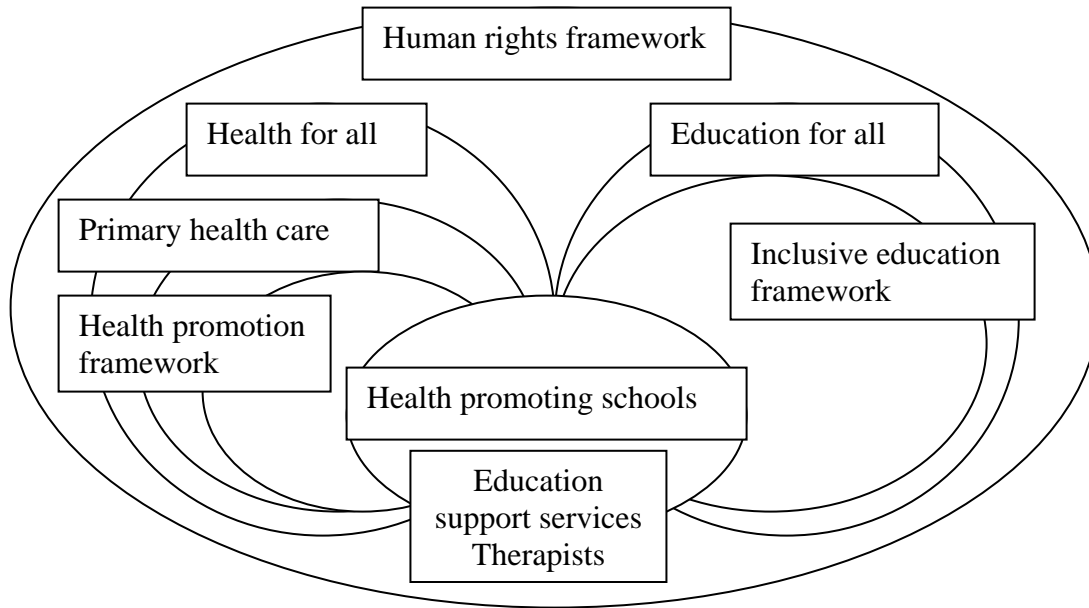 Human rights framework
Health for all
Education for all
Primary health care
Inclusive education
framework
Health promotion
framework
Health promoting schools
Education
support services
Therapists